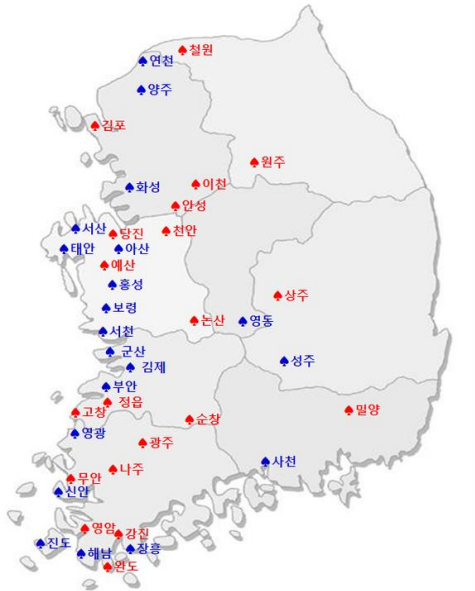 ♠철원
♠연천
♠양주
♠김포
♠원주
♠이천
♠화성
♠안성
♠서산
♠당진
♠천안
♠태안
♠아산
♠예산
♠홍성
♠상주
♠보령
♠논산
♠영동
♠서천
♠군산
♠성주
♠김제
♠부안
♠정읍
♠고창
♠밀양
♠순창
♠영광
♠광주
♠사천
♠나주
♠무안
♠신안
♠영암
♠강진
♠진도
♠장흥
♠해남
♠완도